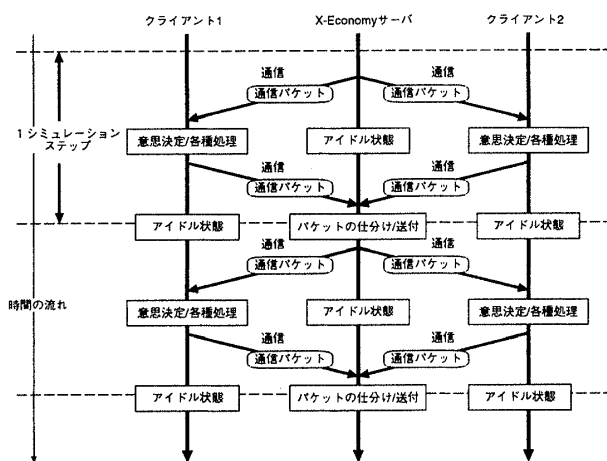 クライアント1
X-Economyサーバ
クライアント2
通信
通信
通信パケット
通信パケット
1シミュレーション
ステップ
意思決定/各種処理
アイドル状態
意思決定/各種処理
通信
通信
通信パケット
通信パケット
アイドル状態
パケットの仕分け/送付
アイドル状態
通信
通信
通信パケット
通信パケット
時間の流れ
意思決定/各種処理
アイドル状態
意思決定/各種処理
通信
通信
通信パケット
通信パケット
アイドル状態
パケットの仕分け/送付
アイドル状態